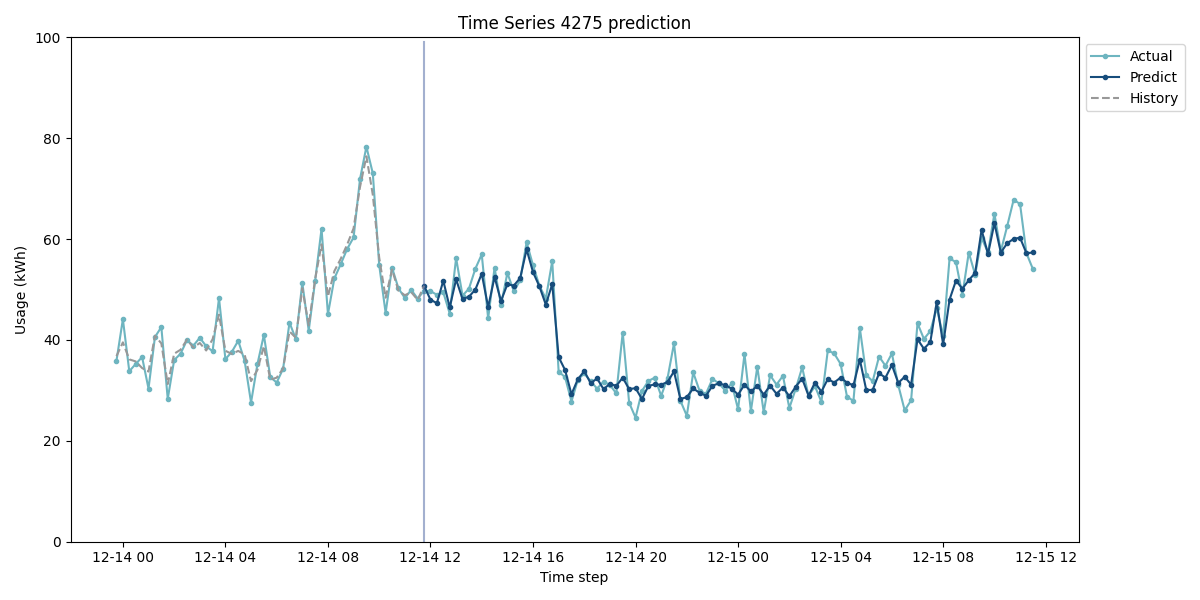 Time Series 4275 prediction
100
80
60
40
20
0
Usage (kWh)
12-14 00
12-14 04
12-14 08
12-14 12
12-14 16
12-14 20
12-15 00
12-15 04
12-15 08
12-15 12
Time step
Actual
Predict
History